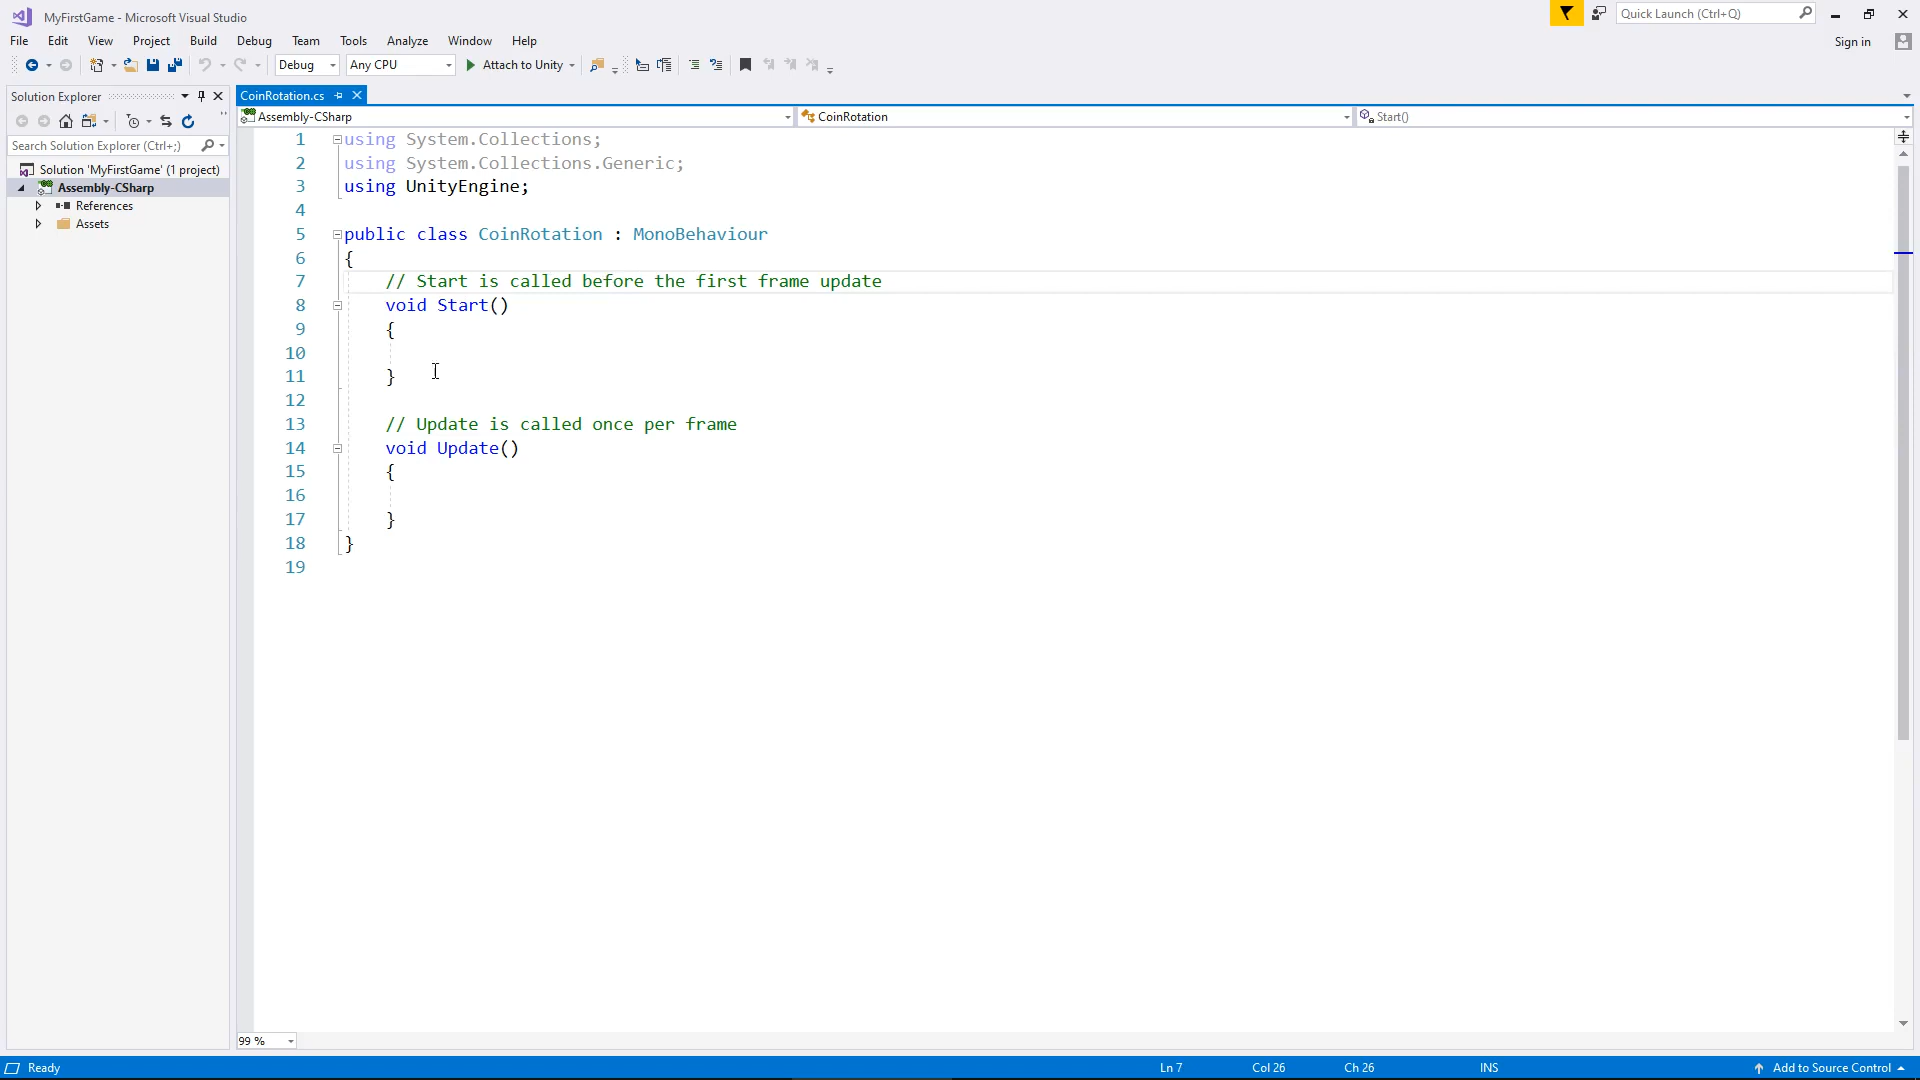 MyFirstGame - Microsoft Visual Studio
Quick Launch (Ctrl+Q)
File Edit View Project Build Debug Team Tools Analyze Window Help
Sign in
Debug Any CPU Attach to Unity
Solution Explorer
CoinRotation.cs
Assembly-CSharp CoinRotation Start()
Search Solution Explorer (Ctrl+;)
Solution 'MyFirstGame' (1 project)
Assembly-CSharp
References
Assets
1 using System.Collections;
2 using System.Collections.Generic;
3 using UnityEngine;
4
5 public class CoinRotation : MonoBehaviour
6 {
7 // Start is called before the first frame update
8 void Start()
9 {
10
11 }
12
13 // Update is called once per frame
14 void Update()
15 {
16
17 }
18 }
19
99 %
Ready Ln 7 Col 26 Ch 26 INS Add to Source Control